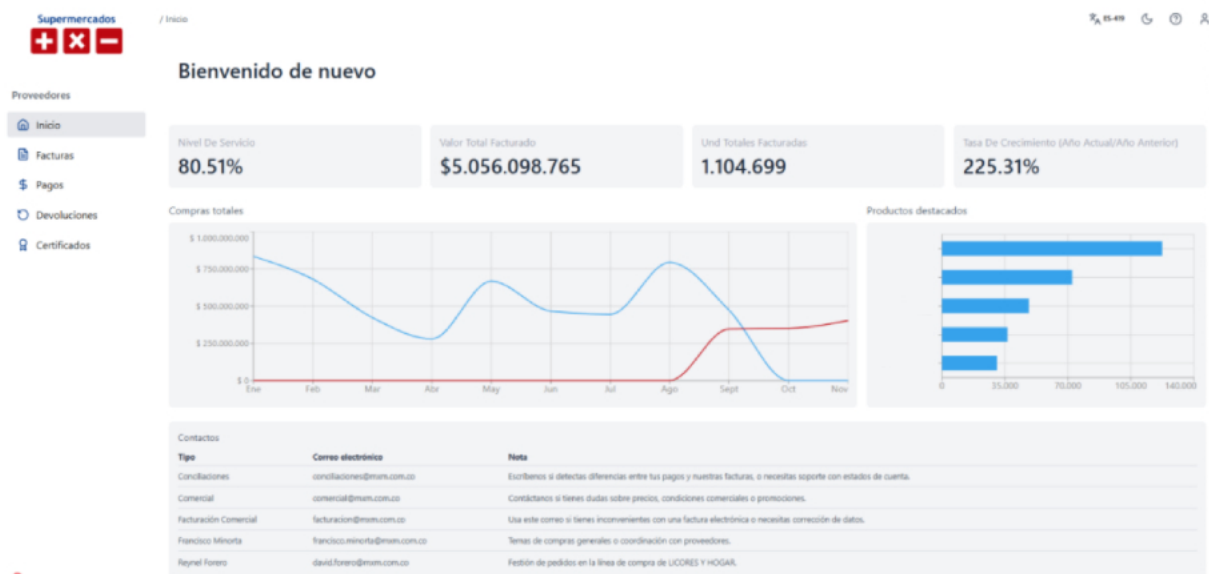 Supermercados
/ Inicio
ES-419
Bienvenido de nuevo
Proveedores
Inicio
Facturas
Pagos
Devoluciones
Certificados
Nivel De Servicio
80.51%
Valor Total Facturado
$5.056.098.765
Und Totales Facturadas
1.104.699
Tasa De Crecimiento (Año Actual/Año Anterior)
225.31%
Compras totales
$ 1.000.000.000
$ 750.000.000
$ 500.000.000
$ 250.000.000
$ 0
Ene Feb Mar Abr May Jun Jul Ago Sept Oct Nov
Productos destacados
0 35.000 70.000 105.000 140.000
Contactos
Tipo Correo electrónico Nota
Conciliaciones conciliaciones@mxm.com.co Escríbenos si detectas diferencias entre tus pagos y nuestras facturas, o necesitas soporte con estados de cuenta.
Comercial comercial@mxm.com.co Contáctanos si tienes dudas sobre precios, condiciones comerciales o promociones.
Facturación Comercial facturacion@mxm.com.co Usa este correo si tienes inconvenientes con una factura electrónica o necesitas corrección de datos.
Francisco Minorta francisco.minorta@mxm.com.co Temas de compras generales o coordinación con proveedores.
Reynel Forero david.forero@mxm.com.co Festión de pedidos en la línea de compra de LICORES Y HOGAR.